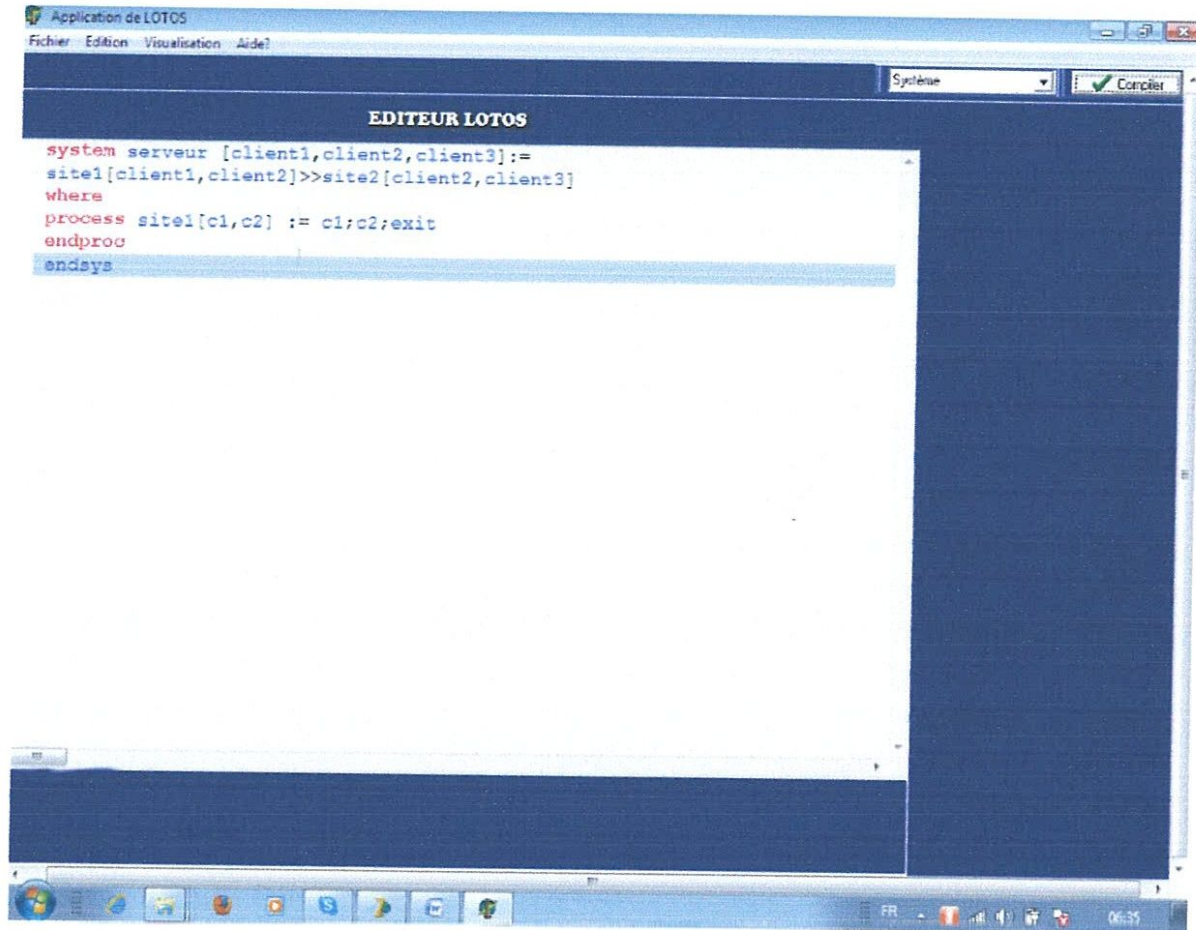 Application de LOTOS
Fichier Edition Visualisation Aide?
Système
Compiler
EDITEUR LOTOS
system serveur [client1,client2,client3]:=
site1[client1,client2]>>site2[client2,client3]
where
process site1[c1,c2] := c1;c2;exit
endproc
endsys
FR
06:35